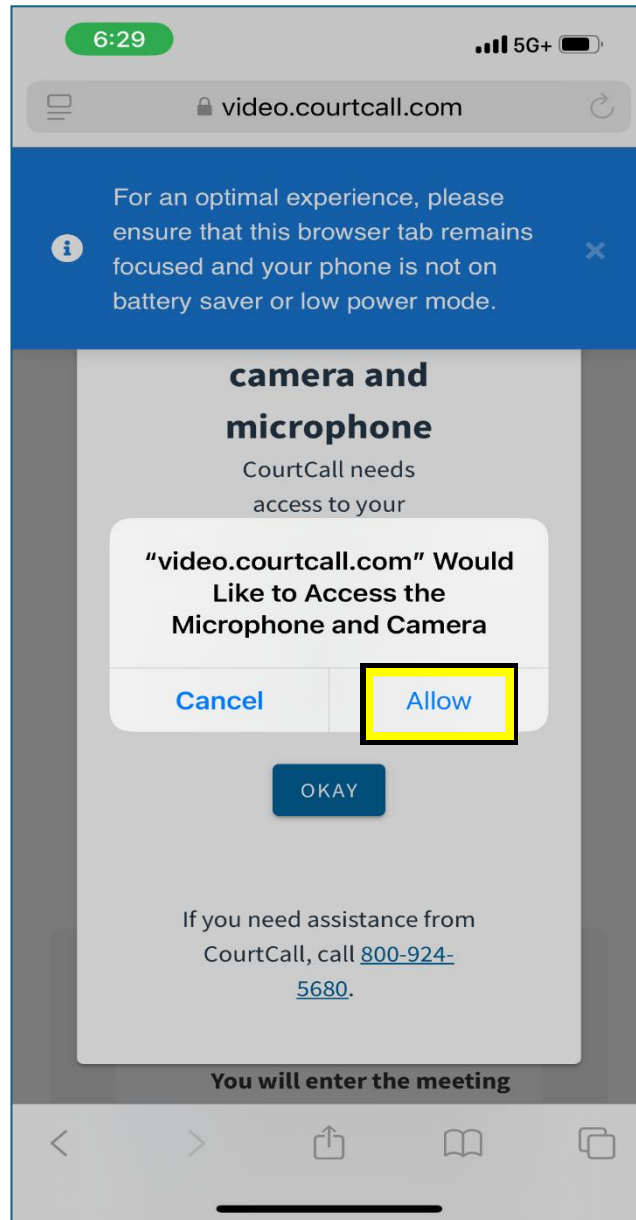 6:29
5G+
video.courtcall.com
For an optimal experience, please
ensure that this browser tab remains
focused and your phone is not on
battery saver or low power mode.
camera and
microphone
CourtCall needs
access to your
“video.courtcall.com” Would
Like to Access the
Microphone and Camera
Cancel
Allow
OKAY
If you need assistance from
CourtCall, call 800-924-
5680.
You will enter the meeting